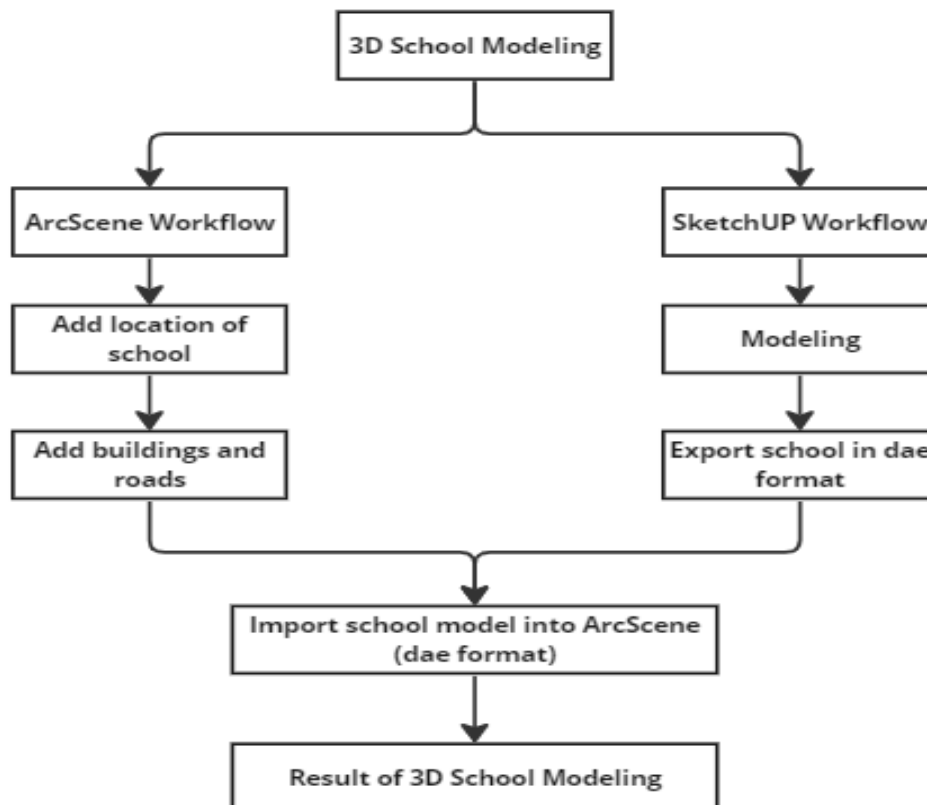 3D School Modeling
ArcScene Workflow
SketchUP Workflow
Add location of
school
Modeling
Add buildings and
roads
Export school in dae
format
Import school model into ArcScene
(dae format)
Result of 3D School Modeling